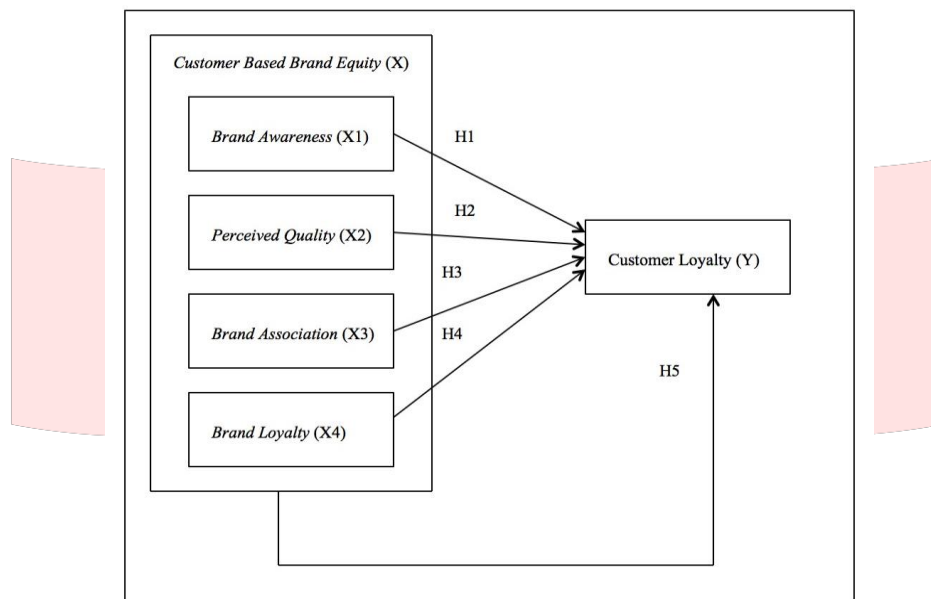 Customer Based Brand Equity (X)
Brand Awareness (X1)
H1
Perceived Quality (X2)
H2
Customer Loyalty (Y)
H3
Brand Association (X3)
H4
H5
Brand Loyalty (X4)